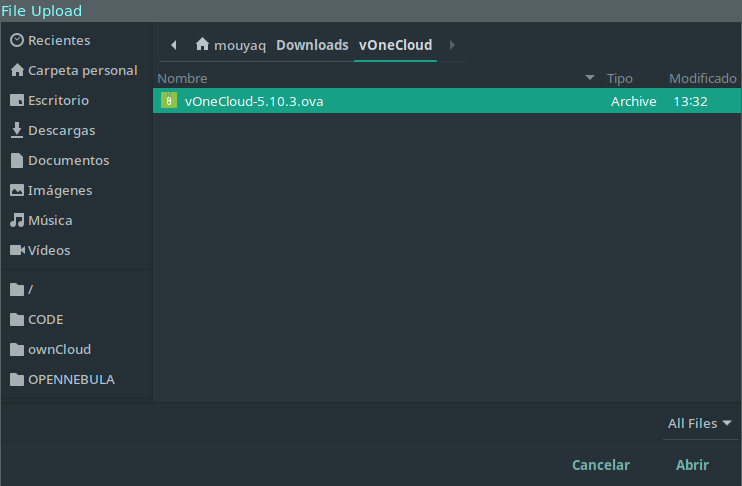 File Upload
Recientes
Carpeta personal
Escritorio
Descargas
Documentos
Imágenes
Música
Vídeos
/
CODE
ownCloud
OPENNEBULA
mouyaq Downloads vOneCloud
Nombre Tipo Modificado
vOneCloud-5.10.3.ova Archive 13:32
All Files
Cancelar Abrir